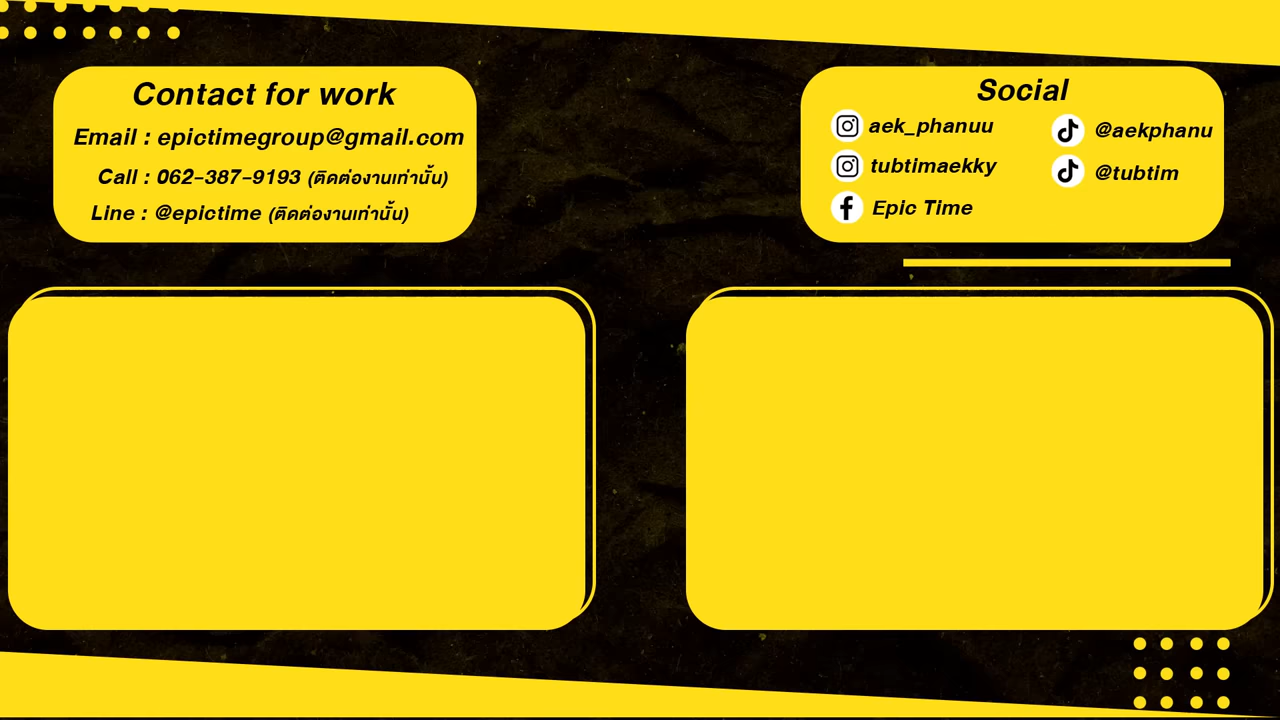 Contact for work
Email : epictimegroup@gmail.com
Call : 062-387-9193 (ติดต่องานเท่านั้น)
Line : @epictime (ติดต่องานเท่านั้น)
Social
aek_phanuu
tubtimaekky
Epic Time
@aekphanu
@tubtim